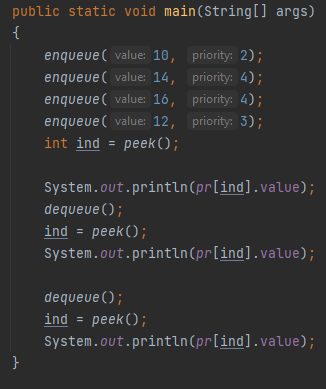 public static void main(String[] args)
{
enqueue( value: 10, priority: 2);
enqueue( value: 14, priority: 4);
enqueue( value: 16, priority: 4);
enqueue( value: 12, priority: 3);
int ind = peek();
System.out.println(pr[ind].value);
dequeue();
ind = peek();
System.out.println(pr[ind].value);
dequeue();
ind = peek();
System.out.println(pr[ind].value);
}